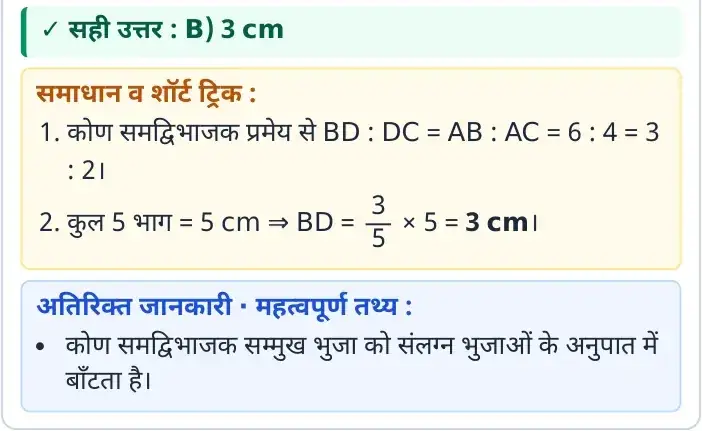 ✓ सही उत्तर : B) 3 cm
समाधान व शॉर्ट ट्रिक :
1. कोण समद्विभाजक प्रमेय से BD : DC = AB : AC = 6 : 4 = 3
: 2।
2. कुल 5 भाग = 5 cm ⇒ BD = 3/5 × 5 = 3 cm।
अतिरिक्त जानकारी · महत्वपूर्ण तथ्य :
• कोण समद्विभाजक सम्मुख भुजा को संलग्न भुजाओं के अनुपात में
बाँटता है।